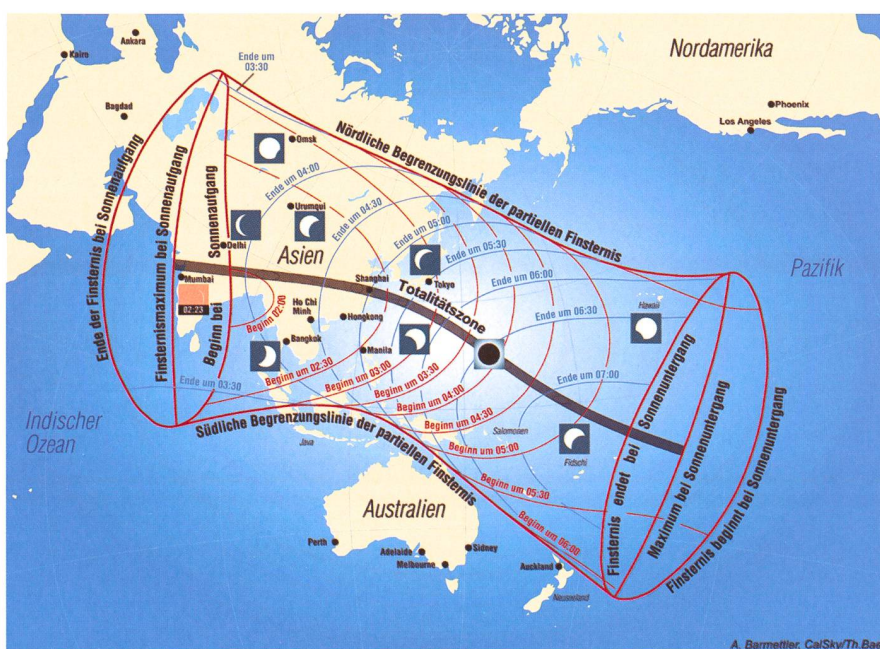 Ankara
Kairo
Ende um
03:30
Nordamerika
Bagdad
Phoenix
Los Angeles
Omsk
Nördliche Begrenzungslinie der partiellen Finsternis
Ende der Finsternis bei Sonnenaufgang
Finsternismaximum bei Sonnenaufgang
Beginn bei Sonnenaufgang
Ende um 04:00
Ende um 04:30
Ende um 05:00
Ende um 05:30
Ende um 06:00
Ende um 06:30
Ende um 07:00
Urumqui
Delhi
Asien
Pazifik
Mumbai
02:23
Shanghai
Tokyo
Totalitätszone
Hawaii
Ho Chi
Minh
Hongkong
Bangkok
Manila
Beginn um 02:00
Beginn um 02:30
Beginn um 03:00
Beginn um 03:30
Beginn um 04:00
Beginn um 04:30
Beginn um 05:00
Beginn um 05:30
Beginn um 06:00
Ende um 03:30
Indischer
Ozean
Südliche Begrenzungslinie der partiellen Finsternis
Java
Salomonen
Fidschi
Finsternis endet bei Sonnenuntergang
Maximum bei Sonnenuntergang
Finsternis beginnt bei Sonnenuntergang
Australien
Perth
Adelaide
Melbourne
Sydney
Auckland
Neuseeland
A. Barmettler, CalSky/Th.Bae